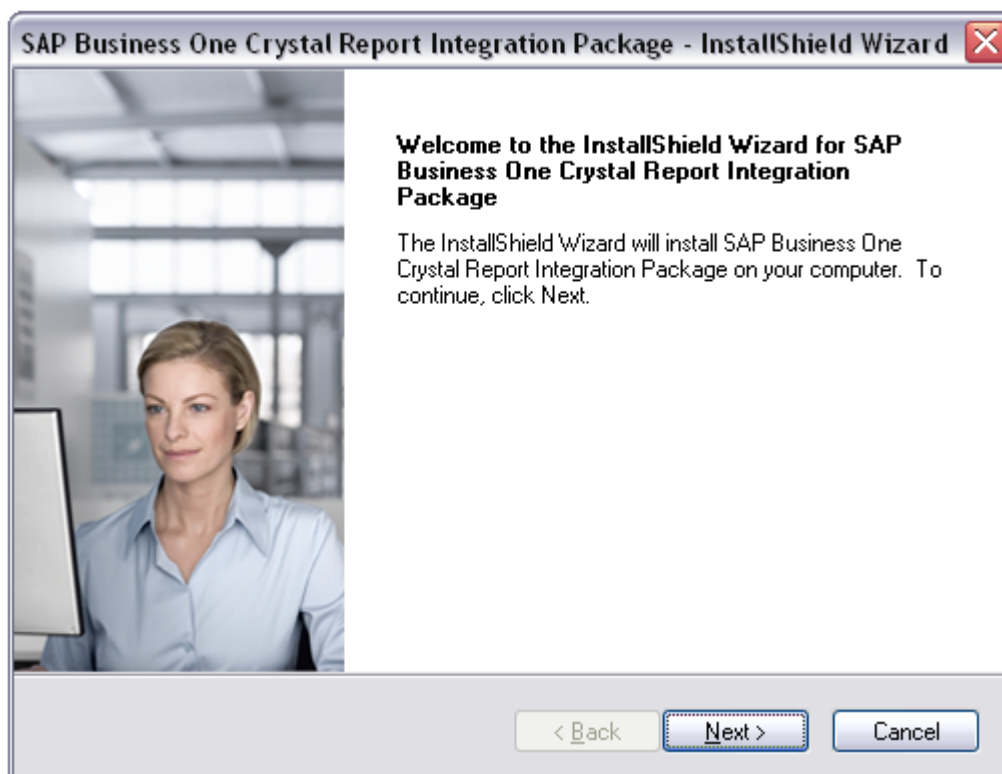 SAP Business One Crystal Report Integration Package - InstallShield Wizard
Welcome to the InstallShield Wizard for SAP
Business One Crystal Report Integration
Package
The InstallShield Wizard will install SAP Business One
Crystal Report Integration Package on your computer.  To
continue, click Next.
< Back
Next >
Cancel